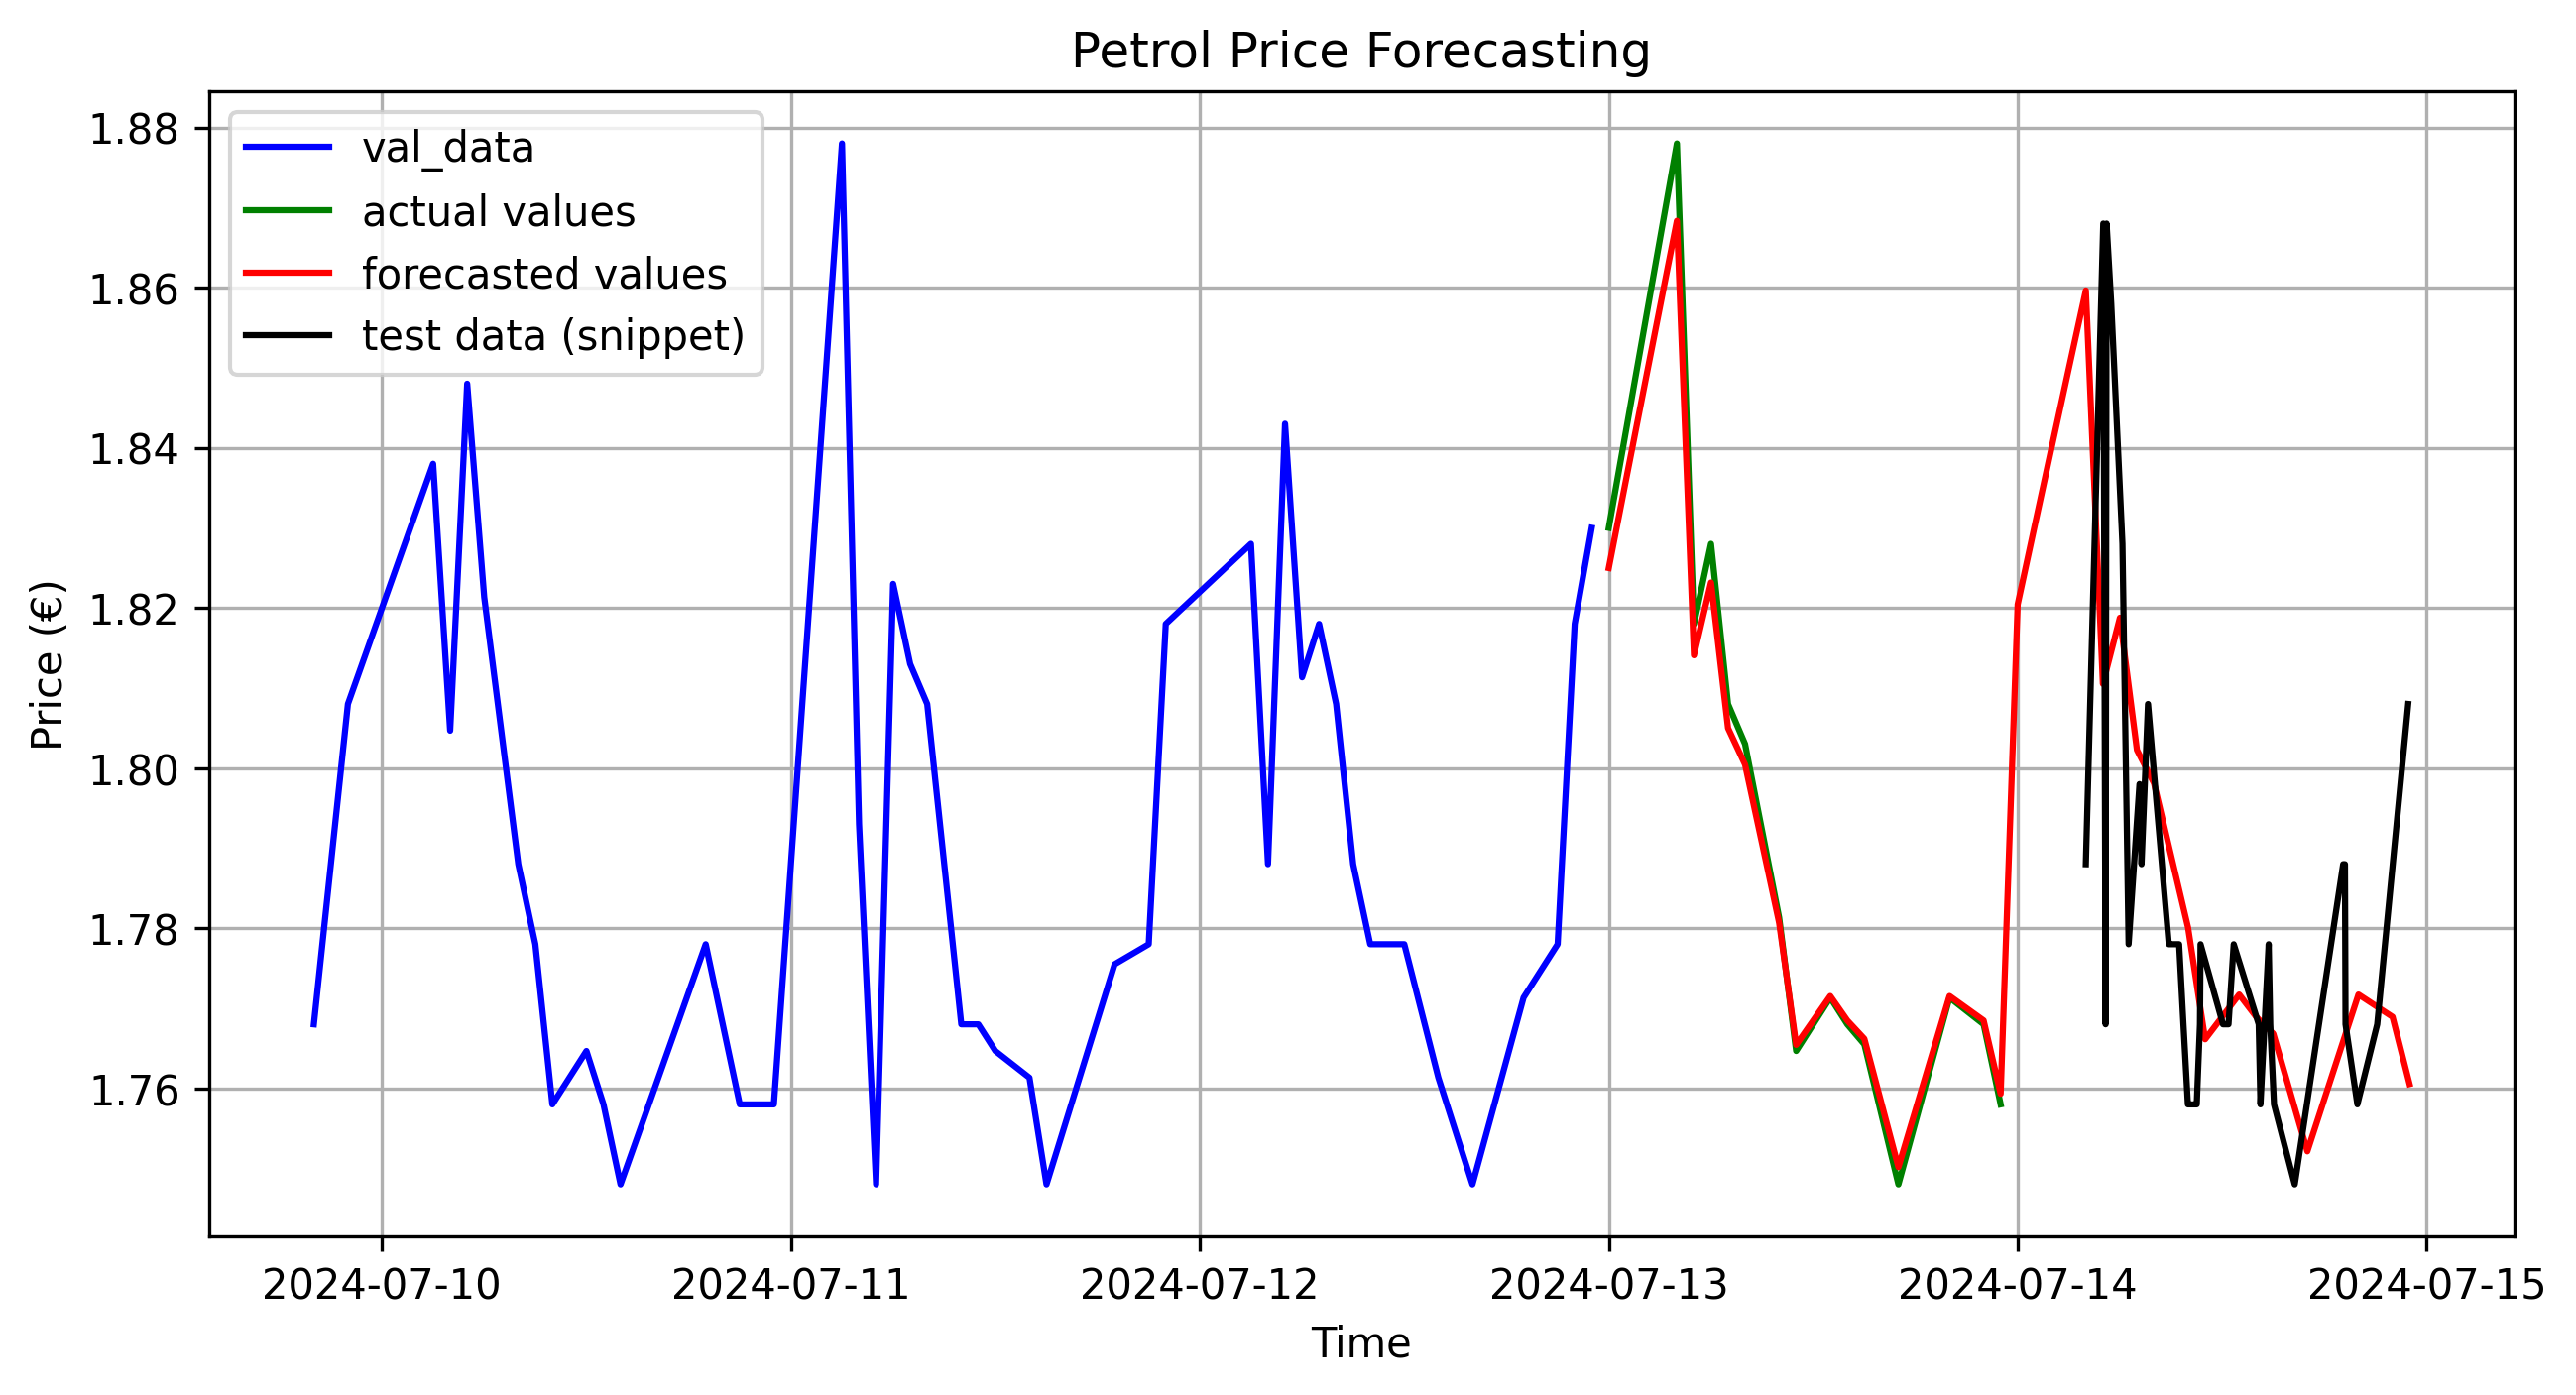 Petrol Price Forecasting
val_data
actual values
forecasted values
test data (snippet)
Price (€)
1.88
1.86
1.84
1.82
1.80
1.78
1.76
2024-07-10
2024-07-11
2024-07-12
2024-07-13
2024-07-14
2024-07-15
Time